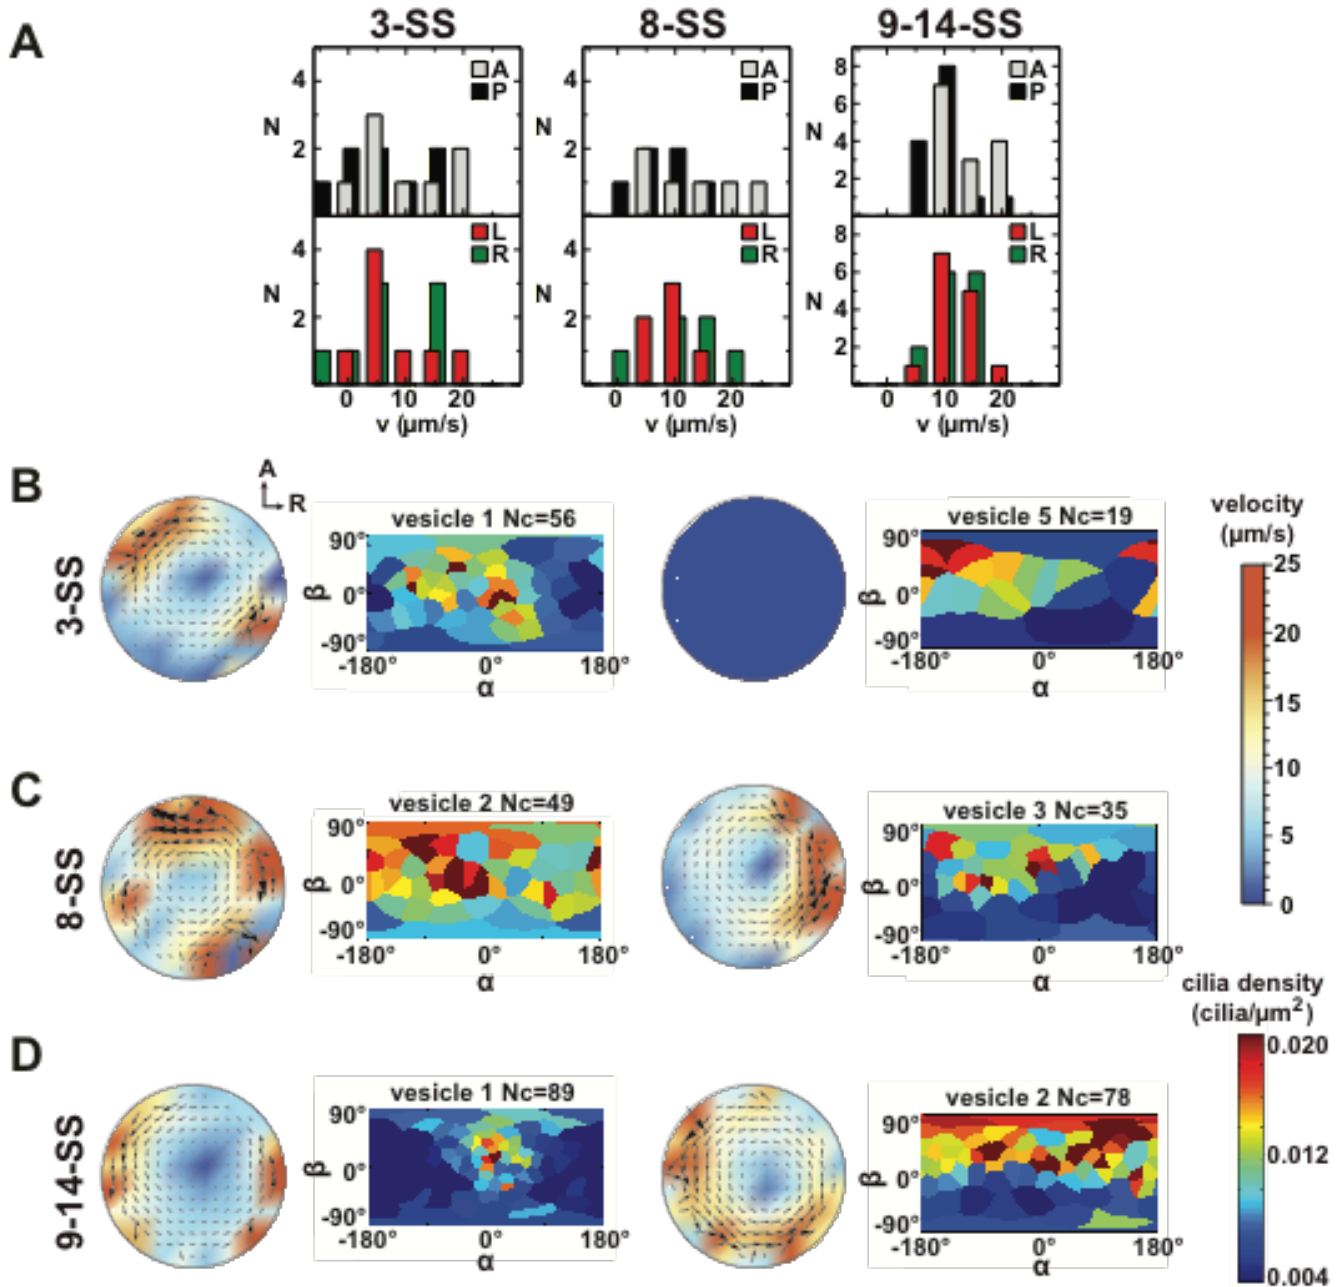 A
3-SS
8-SS
9-14-SS
4
2
N
A
P
4
2
N
A
P
8
6
4
2
N
A
P
4
2
N
L
R
4
2
N
L
R
8
6
4
2
N
L
R
0 10 20
0 10 20
0 10 20
v (μm/s)
v (μm/s)
v (μm/s)
B
3-SS
A
R
vesicle 1 Nc=56
90°
0°
-90°
β
-180° 0° 180°
α
vesicle 5 Nc=19
90°
0°
-90°
β
-180° 0° 180°
α
velocity
(μm/s)
25
20
15
10
5
0
C
8-SS
vesicle 2 Nc=49
90°
0°
-90°
β
-180° 0° 180°
α
vesicle 3 Nc=35
90°
0°
-90°
β
-180° 0° 180°
α
cilia density
(cilia/μm²)
0.020
0.012
0.004
D
9-14-SS
vesicle 1 Nc=89
90°
0°
-90°
β
-180° 0° 180°
α
vesicle 2 Nc=78
90°
0°
-90°
β
-180° 0° 180°
α